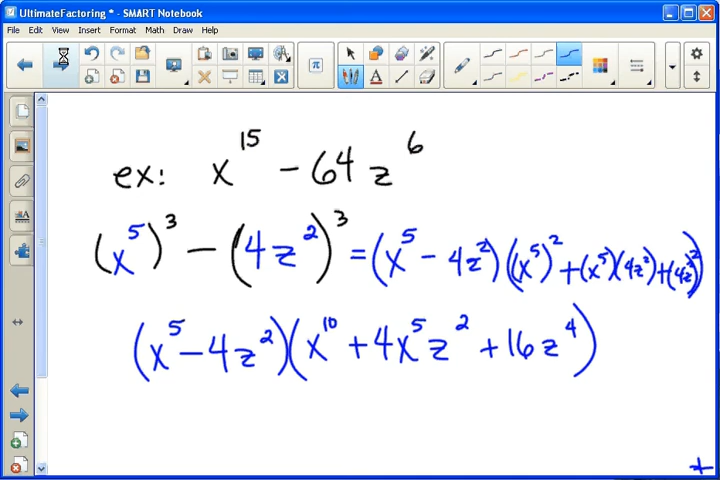 UltimateFactoring * - SMART Notebook
File Edit View Insert Format Draw Help
ex: x^15 - 64z^6
(x^5)^3 - (4z^2)^3 = (x^5 - 4z^2)((x^5)^2 + (x^5)(4z^2) + (4z^2)^2)
(x^5 - 4z^2)(x^10 + 4x^5z^2 + 16z^4)